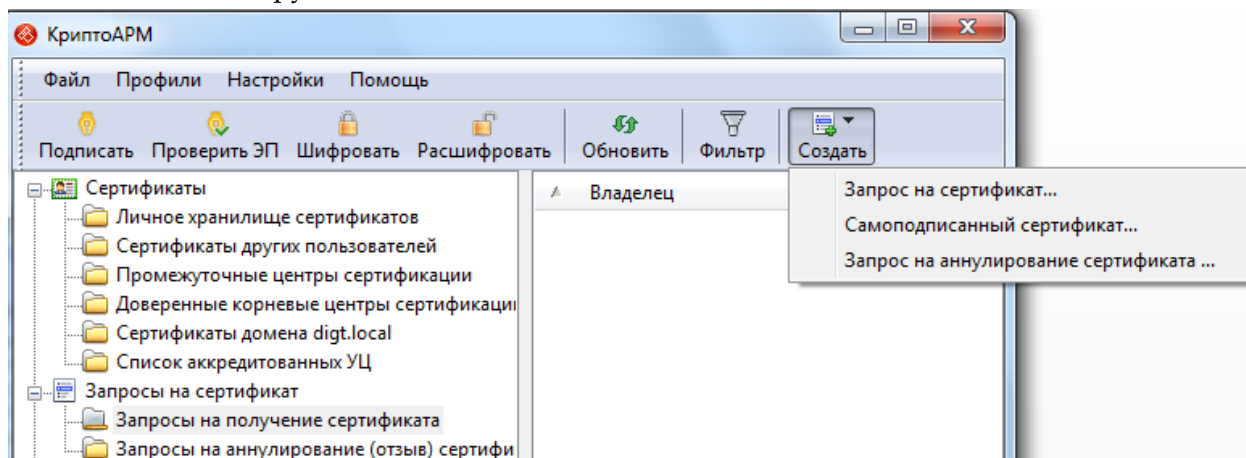 КриптоАРМ
Файл Профили Настройки Помощь
Подписать Проверить ЭП Шифровать Расшифровать Обновить Фильтр Создать
Запрос на сертификат...
Самоподписанный сертификат...
Запрос на аннулирование сертификата ...
Владелец
Сертификаты
Личное хранилище сертификатов
Сертификаты других пользователей
Промежуточные центры сертификации
Доверенные корневые центры сертификации
Сертификаты домена digt.local
Список аккредитованных УЦ
Запросы на сертификат
Запросы на получение сертификата
Запросы на аннулирование (отзыв) сертифи